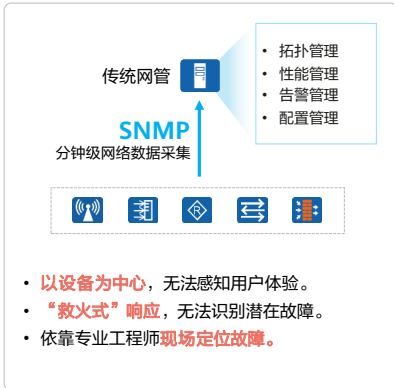 传统网管
• 拓扑管理
• 性能管理
• 告警管理
• 配置管理
SNMP
分钟级网络数据采集
R
• 以设备为中心，无法感知用户体验。
• “救火式”响应，无法识别潜在故障。
• 依靠专业工程师现场定位故障。